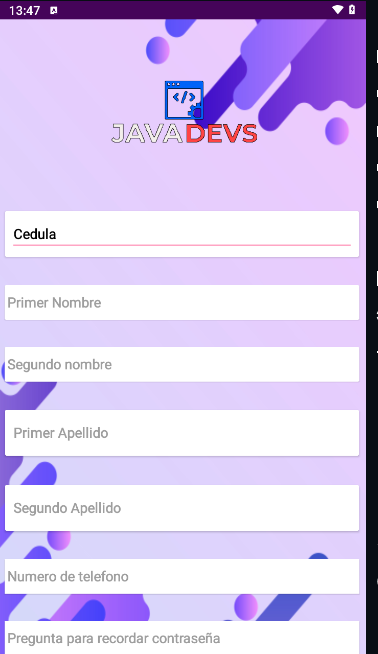 13:47
</>
JAVADEVS
Cedula
Primer Nombre
Segundo nombre
Primer Apellido
Segundo Apellido
Numero de telefono
Pregunta para recordar contraseña